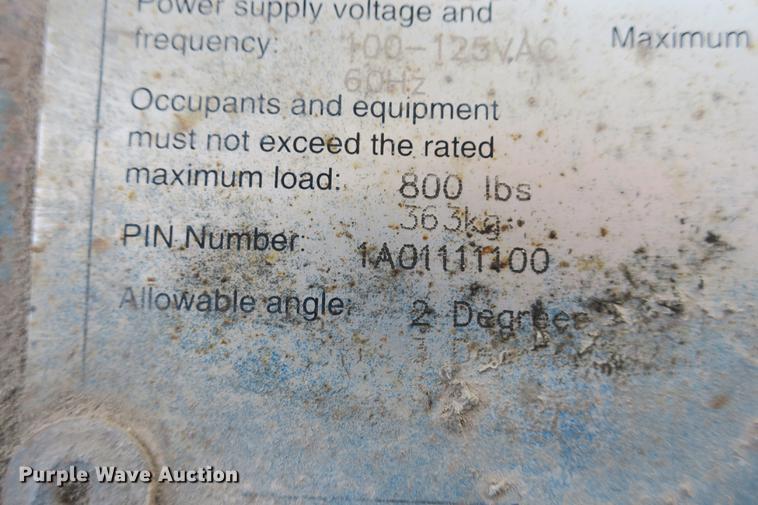 Power supply voltage and
frequency: 100-125VAC
60Hz
Maximum
Occupants and equipment
must not exceed the rated
maximum load: 800 lbs
363kg
PIN Number: 1A01111100
Allowable angle: 2 Degrees
Purple Wave Auction